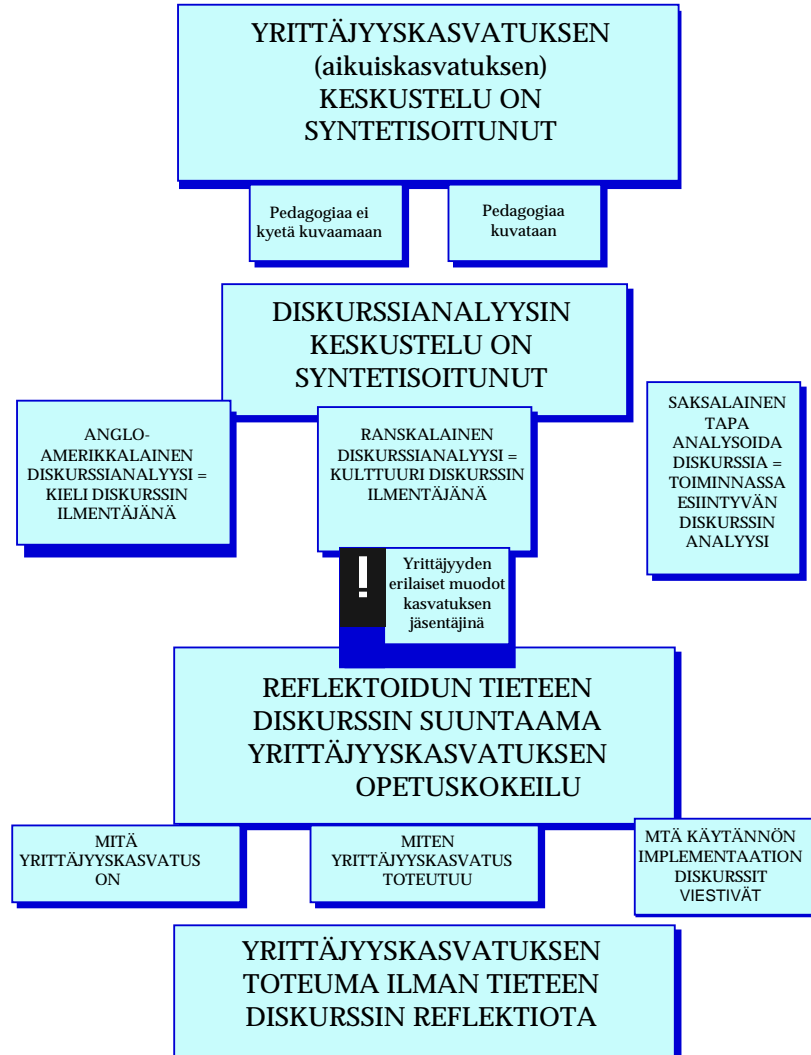 YRITTÄJYYSKASVATUKSEN
(aikuiskasvatuksen)
KESKUSTELU ON
SYNTETISOITUNUT
Pedagogiaa ei
kyetä kuvaamaan
Pedagogiaa
kuvataan
DISKURSSIANALYYSIN
KESKUSTELU ON
SYNTETISOITUNUT
ANGLO-
AMERIKKALAINEN
DISKURSSIANALYYSI =
KIELI DISKURSSIN
ILMENTÄJÄNÄ
RANSKALAINEN
DISKURSSIANALYYSI =
KULTTUURI DISKURSSIN
ILMENTÄJÄNÄ
SAKSALAINEN
TAPA
ANALYSOIDA
DISKURSSIA =
TOIMINNASSA
ESIINTYVÄN
DISKURSSIN
ANALYYSI
!
Yrittäjyyden
erilaiset muodot
kasvatuksen
jäsentäjinä
REFLEKTOIDUN TIETEEN
DISKURSSIN SUUNTAAMA
YRITTÄJYYSKASVATUKSEN
OPETUSKOKEILU
MITÄ
YRITTÄJYYSKASVATUS
ON
MITEN
YRITTÄJYYSKASVATUS
TOTEUTUU
MTÄ KÄYTÄNNÖN
IMPLEMENTAATION
DISKURSSIT
VIESTIVÄT
YRITTÄJYYSKASVATUKSEN
TOTEUMA ILMAN TIETEEN
DISKURSSIN REFLEKTIOTA